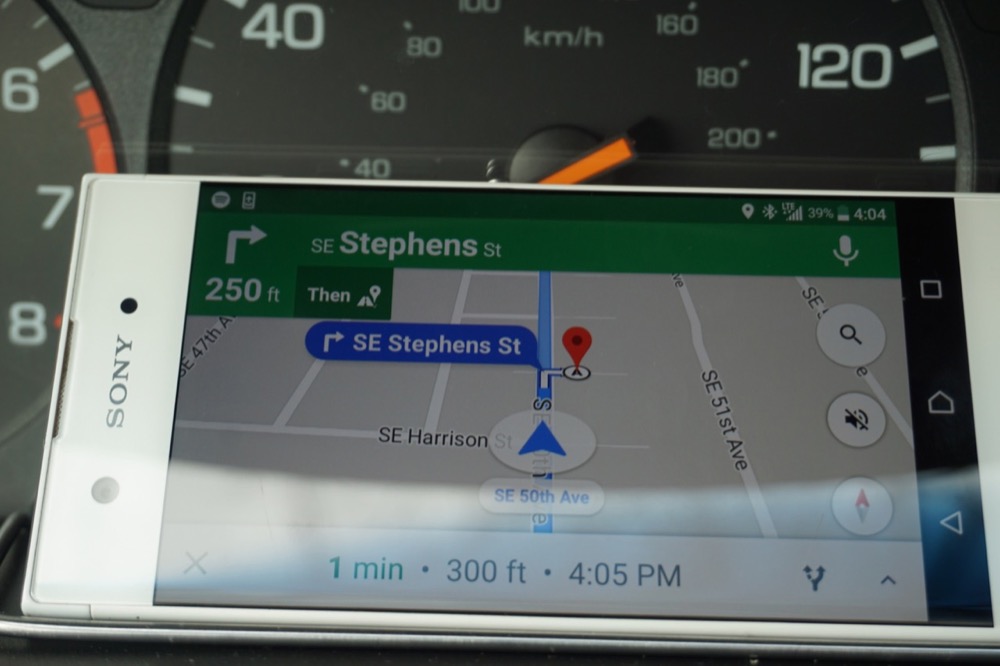 40
100
160
km/h
80
180
120
6
60
200
40
7
8
SONY
LTE
39%
4:04
SE Stephens St
250 ft
Then
SE 47th A
SE Stephens St
SE Harrison St
SE 51st Ave
SE 50th Ave
1 min • 300 ft • 4:05 PM